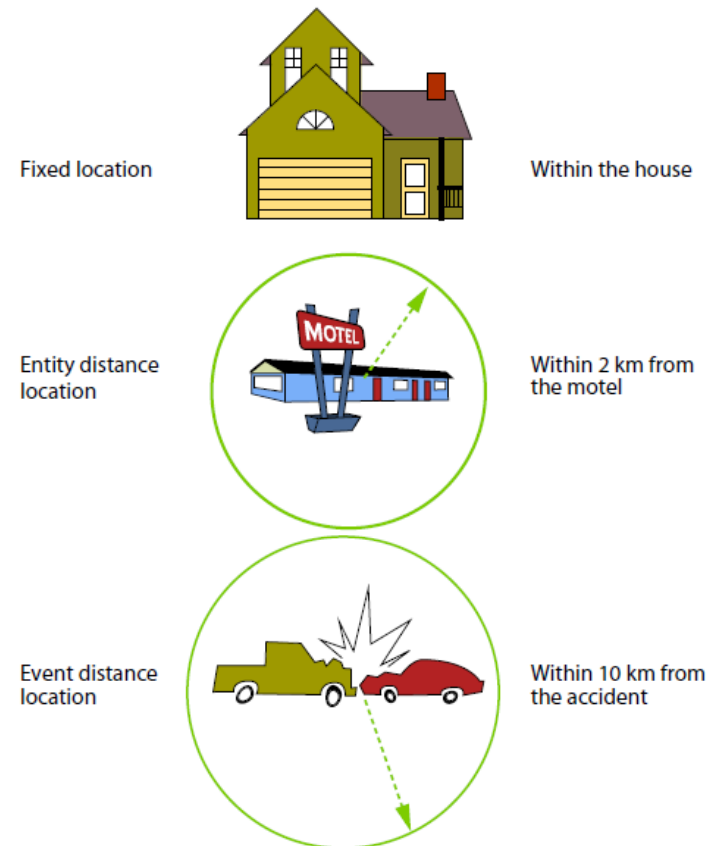 Fixed location
Within the house
MOTEL
Entity distance
location
Within 2 km from
the motel
Event distance
location
Within 10 km from
the accident